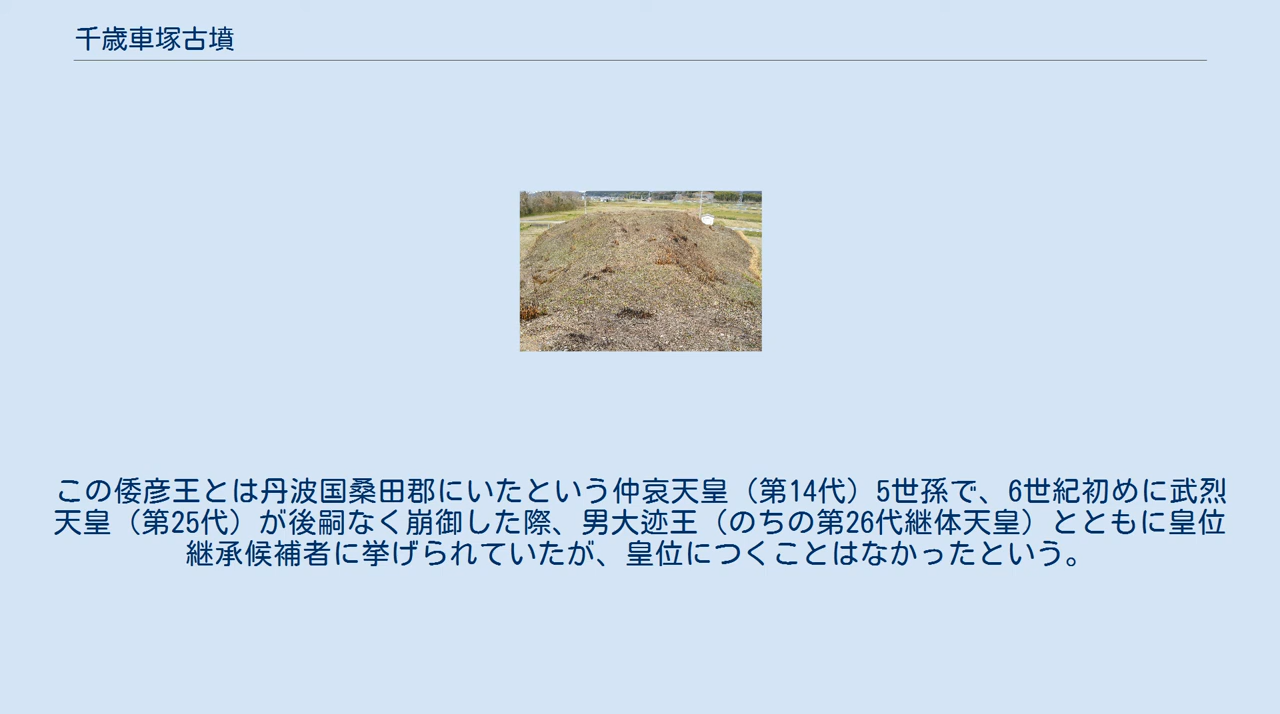 千歳車塚古墳
この倭彦王とは丹波国桑田郡にいたという仲哀天皇（第14代）5世孫で、6世紀初めに武烈
天皇（第25代）が後嗣なく崩御した際、男大迹王（のちの第26代継体天皇）とともに皇位
継承候補者に挙げられていたが、皇位につくことはなかったという。